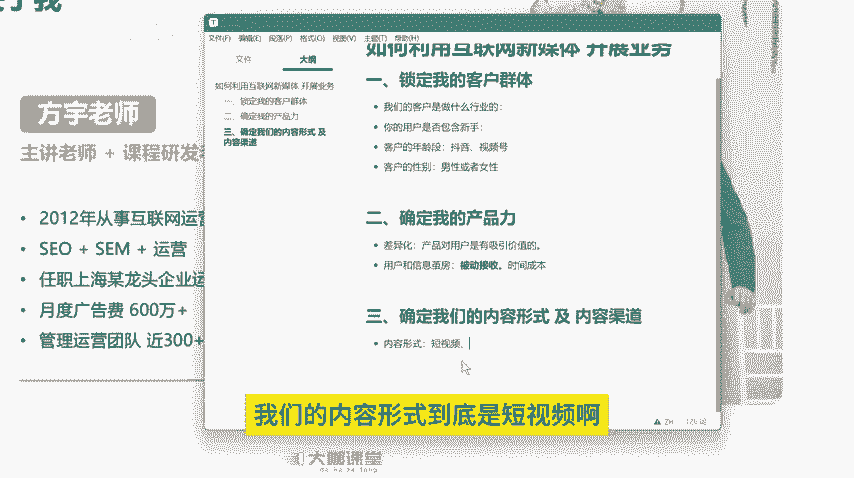 方宇老师
主讲老师 + 课程研发
• 2012年从事互联网运营
• SEO + SEM + 运营
• 任职上海某龙头企业运
• 月度广告费 600万+
• 管理运营团队 近300+
文件(F) 编辑(E) 段落(P) 格式(O) 视图(V) 主题(T) 帮助(H)
文件 大纲
如何利用互联网新媒体 开展业务
一、锁定我的客户群体
二、确定我的产品力
三、确定我们的内容形式 及
内容渠道
如何利用互联网新媒体 开展业务
一、锁定我的客户群体
• 我们的客户是做什么行业的：
• 你的用户是否包含新手：
• 客户的年龄段：抖音、视频号
• 客户的性别：男性或者女性
二、确定我的产品力
• 差异化：产品对用户是有吸引价值的。
• 用户和信息茧房：被动接收。时间成本
三、确定我们的内容形式 及 内容渠道
• 内容形式：短视频、
我们的内容形式到底是短视频啊
ZH